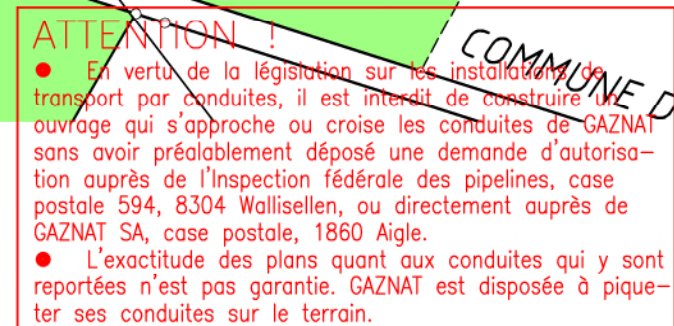 ATTENTION !
● En vertu de la législation sur les installations de
transport par conduites, il est interdit de construire un
ouvrage qui s'approche ou croise les conduites de GAZNAT
sans avoir préalablement déposé une demande d'autorisa-
tion auprès de l'Inspection fédérale des pipelines, case
postale 594, 8304 Wallisellen, ou directement auprès de
GAZNAT SA, case postale, 1860 Aigle.
● L'exactitude des plans quant aux conduites qui y sont
reportées n'est pas garantie. GAZNAT est disposée à pique-
ter ses conduites sur le terrain.
COMMUNE D